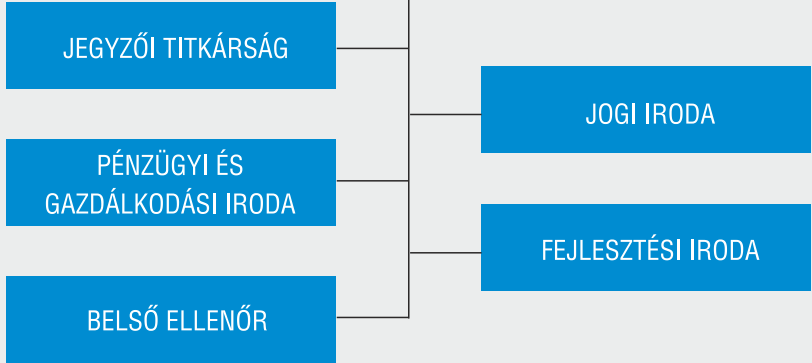 JEGYZŐI TITKÁRSÁG
JOGI IRODA
PÉNZÜGYI ÉS
GAZDÁLKODÁSI IRODA
FEJLESZTÉSI IRODA
BELSŐ ELLENŐR